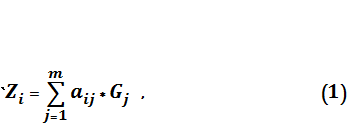 `Z_i = \sum_{j=1}^{m} a_{ij} * G_j , (1)